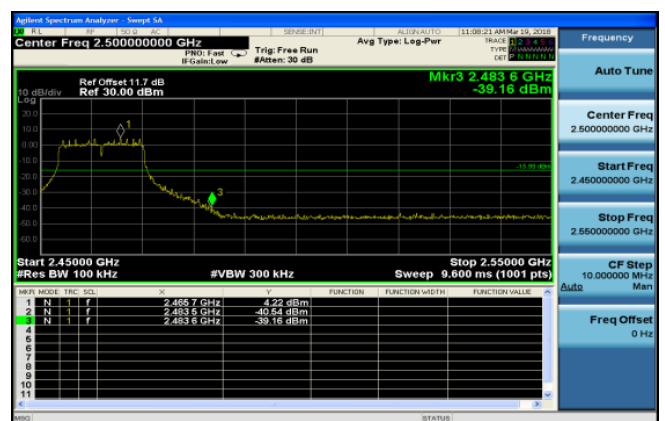 Agilent Spectrum Analyzer - Swept SA
RL RF 50 Ω AC SENSE:INT ALIGN AUTO 11:08:21 AM Mar 19, 2018
Center Freq 2.500000000 GHz
PNO: Fast
IFGain:Low
Trig: Free Run
#Atten: 30 dB
Avg Type: Log-Pwr
TRACE 1 2 3 4 5 6
TYPE M
DET P N N N N N
Frequency
Auto Tune
Ref Offset 11.7 dB
Ref 30.00 dBm
10 dB/div
Log
Mkr3 2.483 6 GHz
-39.16 dBm
20.0
10.0
0.00
-10.0
-20.0
-30.0
-40.0
-50.0
-60.0
1
3
Center Freq
2.500000000 GHz
Start Freq
2.450000000 GHz
Stop Freq
2.550000000 GHz
CF Step
10.000000 MHz
Auto Man
Freq Offset
0 Hz
Start 2.45000 GHz
#Res BW 100 kHz
#VBW 300 kHz
Stop 2.55000 GHz
Sweep 9.600 ms (1001 pts)
MKR MODE TRC SCL X Y FUNCTION FUNCTION WIDTH FUNCTION VALUE
1 N 1 f 2.465 7 GHz 4.22 dBm
2 N 1 f 2.483 5 GHz -40.54 dBm
3 N 1 f 2.483 6 GHz -39.16 dBm
4
5
6
7
8
9
10
11
MSG
STATUS